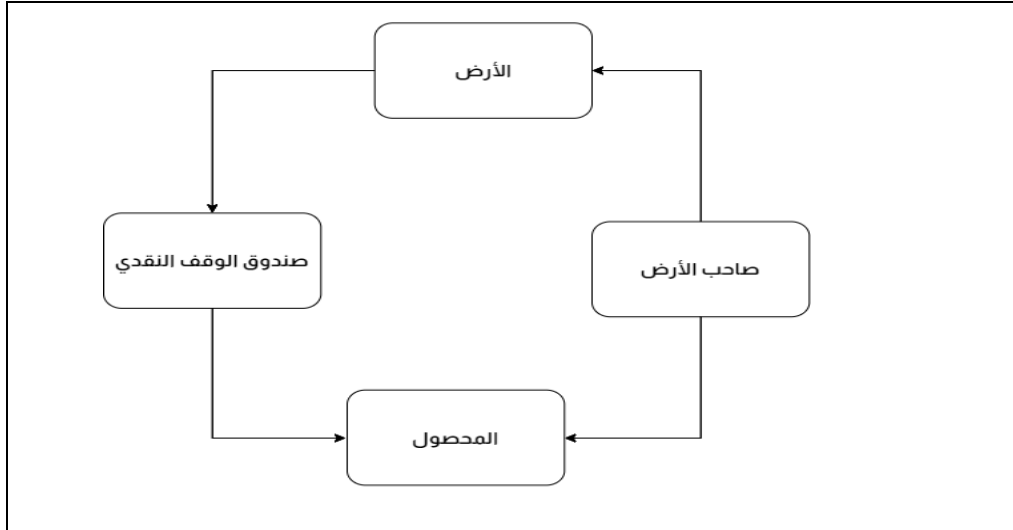 الأرض
صندوق الوقف النقدي
صاحب الأرض
المحصول